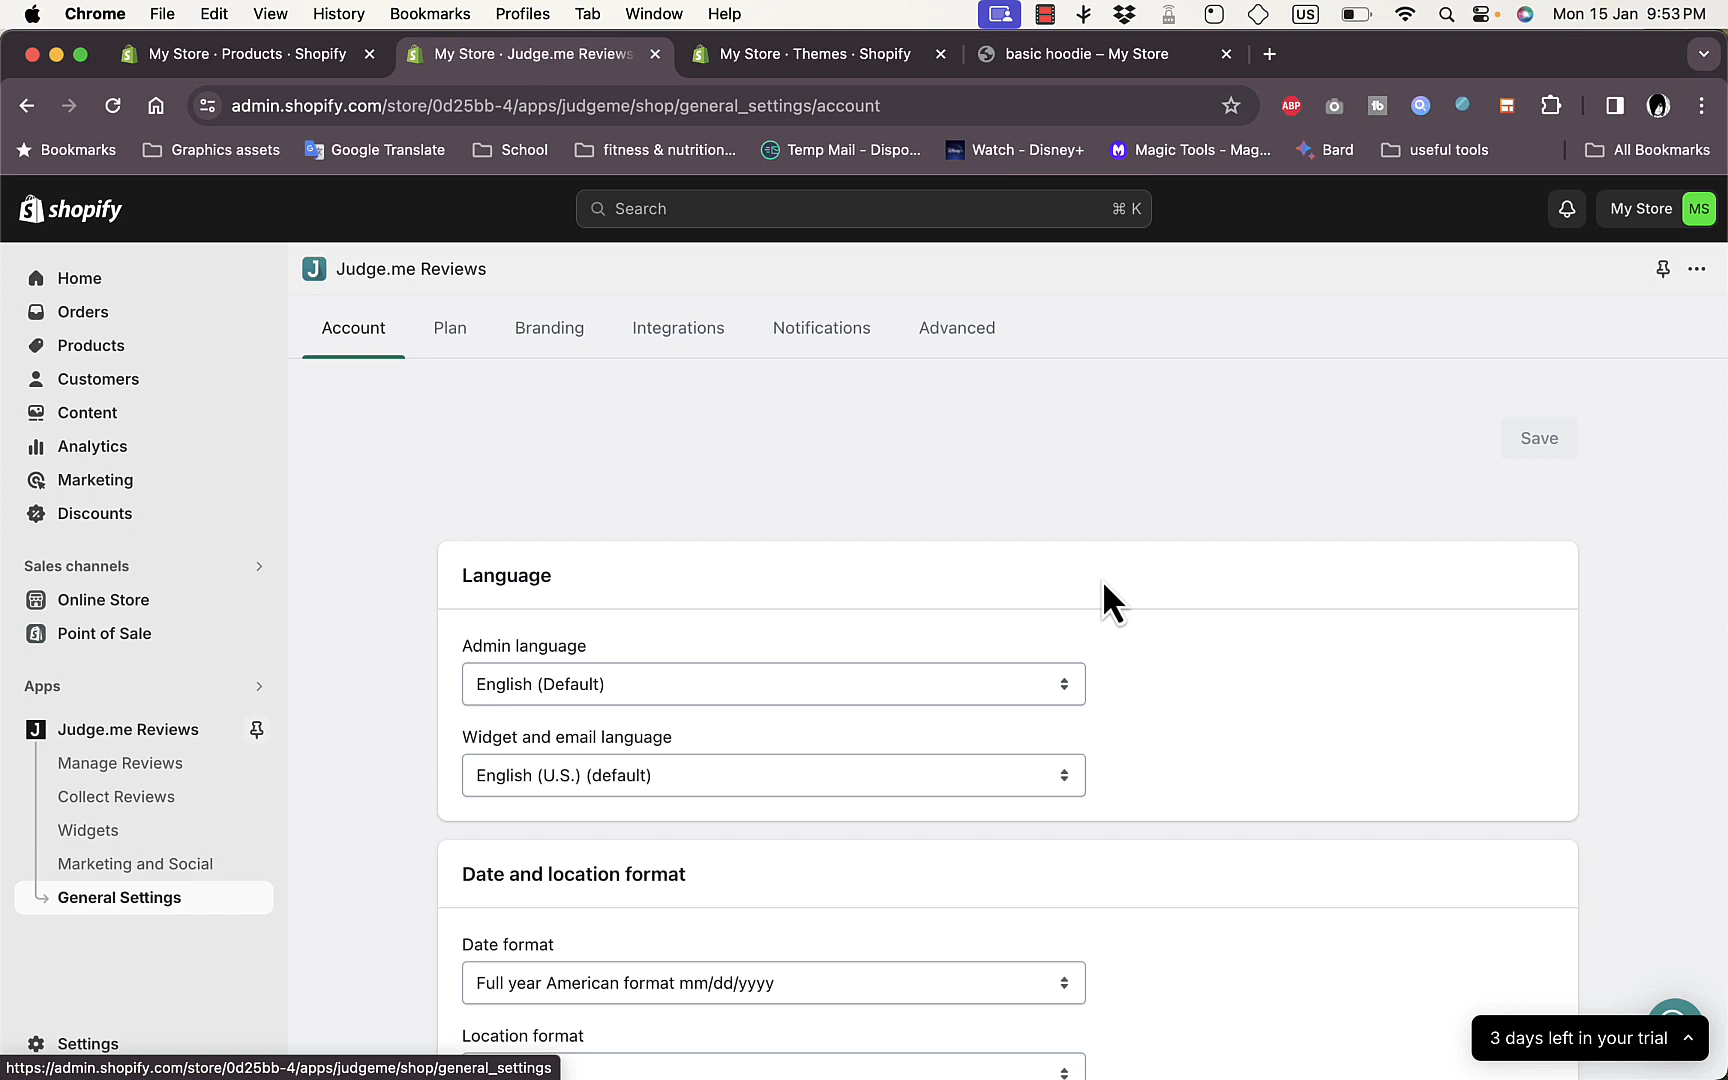 Chrome File Edit View History Bookmarks Profiles Tab Window Help US Mon 15 Jan 9:53 PM
My Store · Products · Shopify My Store · Judge.me Reviews My Store · Themes · Shopify basic hoodie – My Store
admin.shopify.com/store/0d25bb-4/apps/judgeme/shop/general_settings/account ABP tb
Bookmarks Graphics assets Google Translate School fitness & nutrition... Temp Mail - Dispo... Watch - Disney+ Magic Tools - Mag... Bard useful tools All Bookmarks
shopify Search ⌘ K My Store MS
Judge.me Reviews
Account Plan Branding Integrations Notifications Advanced
Home
Orders
Products
Customers
Content
Analytics
Marketing
Discounts
Sales channels
Online Store
Point of Sale
Apps
Judge.me Reviews
Manage Reviews
Collect Reviews
Widgets
Marketing and Social
General Settings
Settings
Save
Language
Admin language
English (Default)
Widget and email language
English (U.S.) (default)
Date and location format
Date format
Full year American format mm/dd/yyyy
Location format
3 days left in your trial
https://admin.shopify.com/store/0d25bb-4/apps/judgeme/shop/general_settings